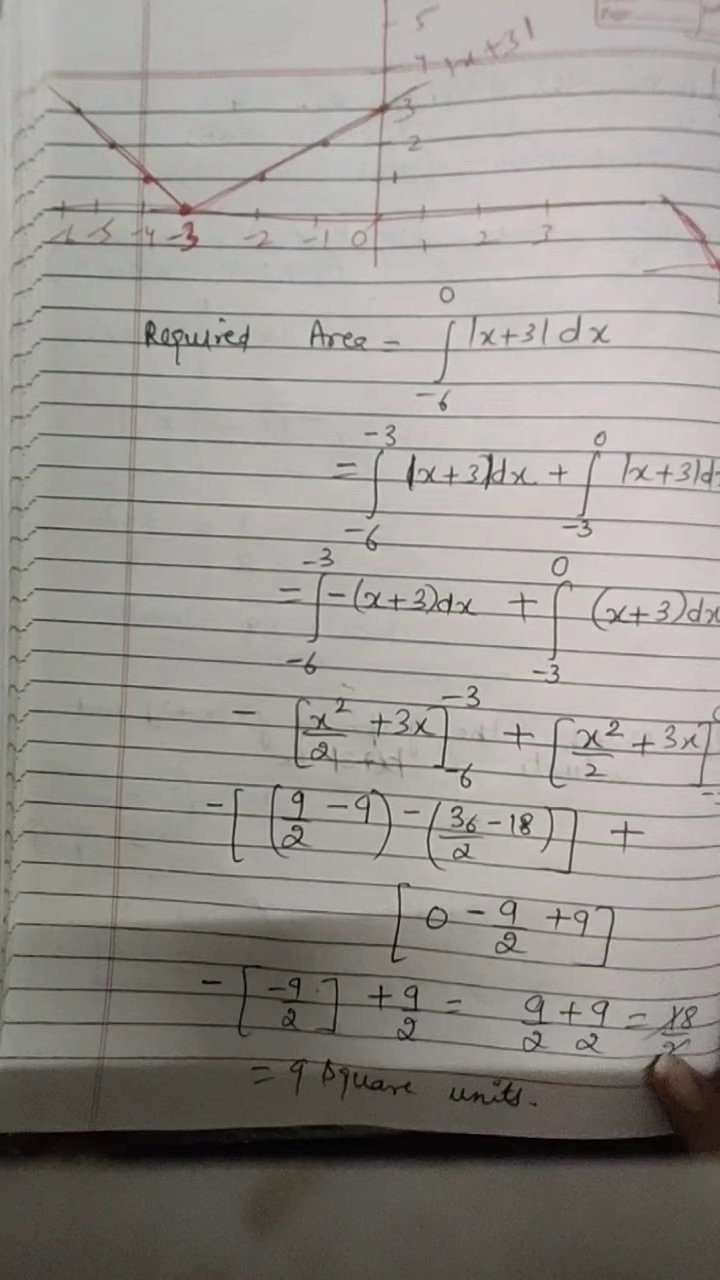 5
4 |x+3|
3
2
1
-6 -5 -4 -3 -2 -1 0 1 2 3
Required Area = ∫_{-6}^{0} |x+3| dx
= ∫_{-6}^{-3} |x+3|dx + ∫_{-3}^{0} |x+3|d
= ∫_{-6}^{-3} -(x+3)dx + ∫_{-3}^{0} (x+3)dx
- [x²/2 + 3x]_{-6}^{-3} + [x²/2 + 3x]
-[(9/2 - 9) - (36/2 - 18)] +
[0 - 9/2 + 9]
-[-9/2] + 9/2 = 9/2 + 9/2 = 18/2
= 9 square units.